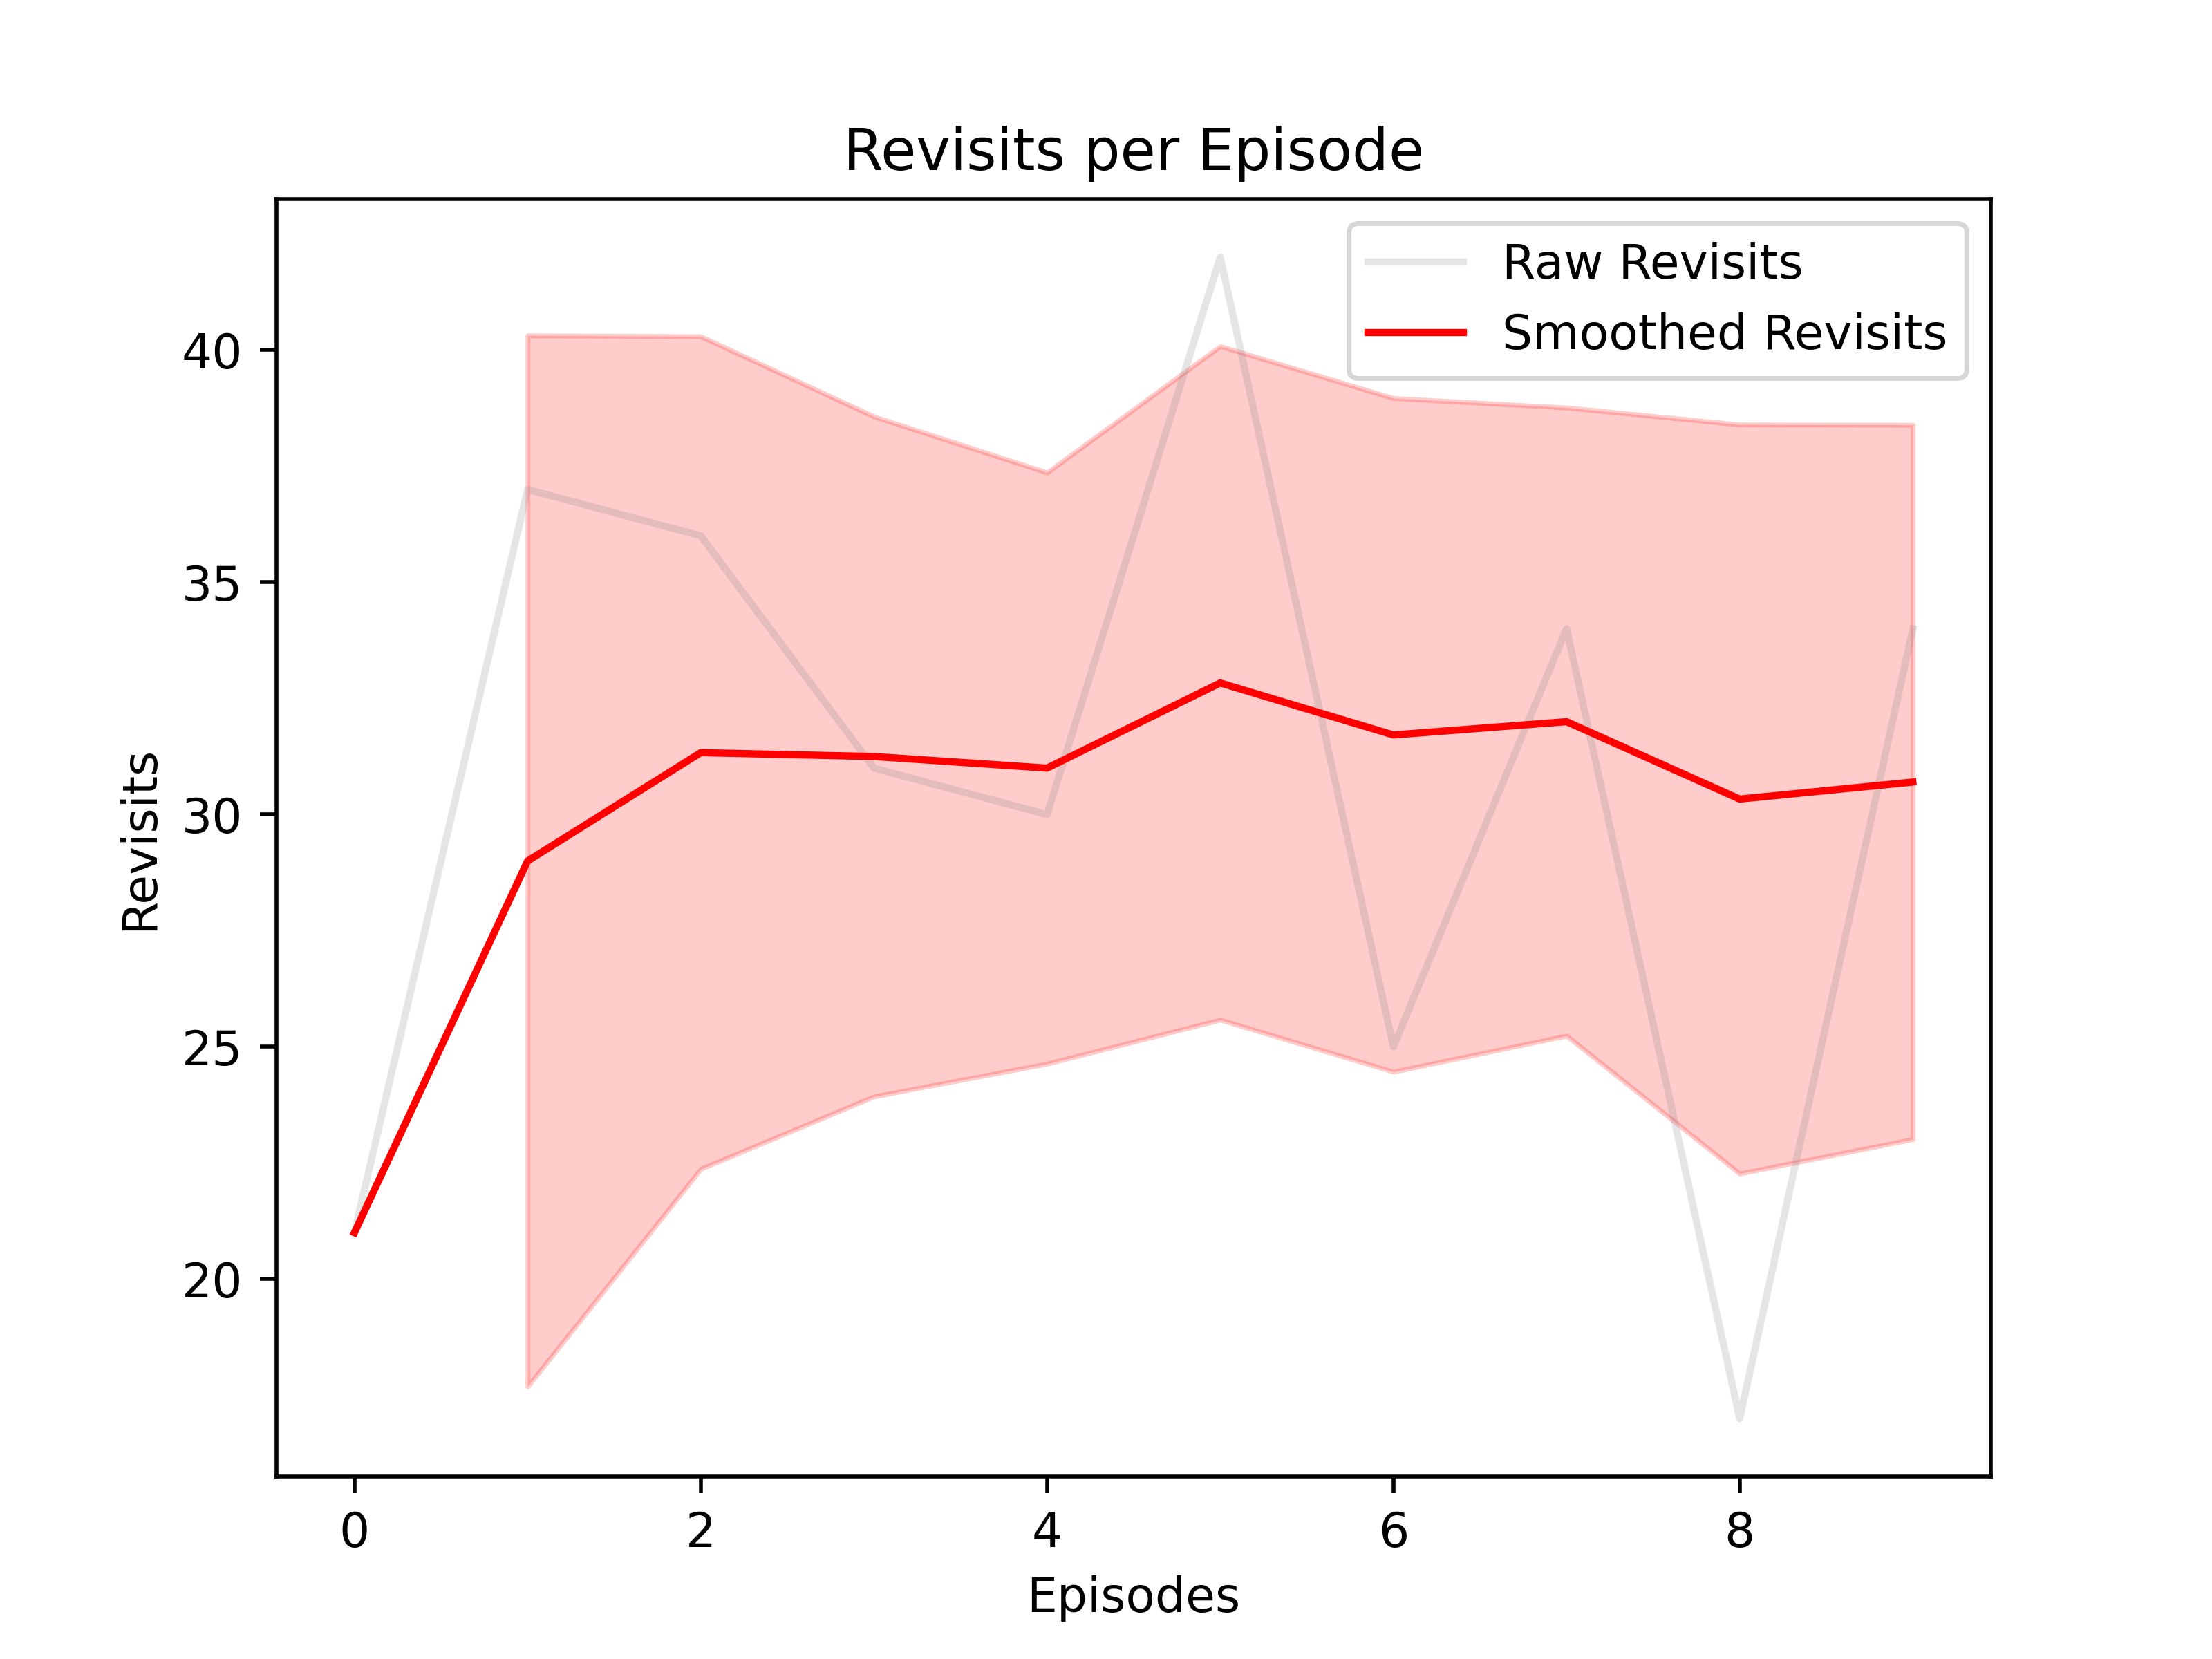 Revisits per Episode
Raw Revisits
Smoothed Revisits
40
35
30
25
20
Revisits
0 2 4 6 8
Episodes